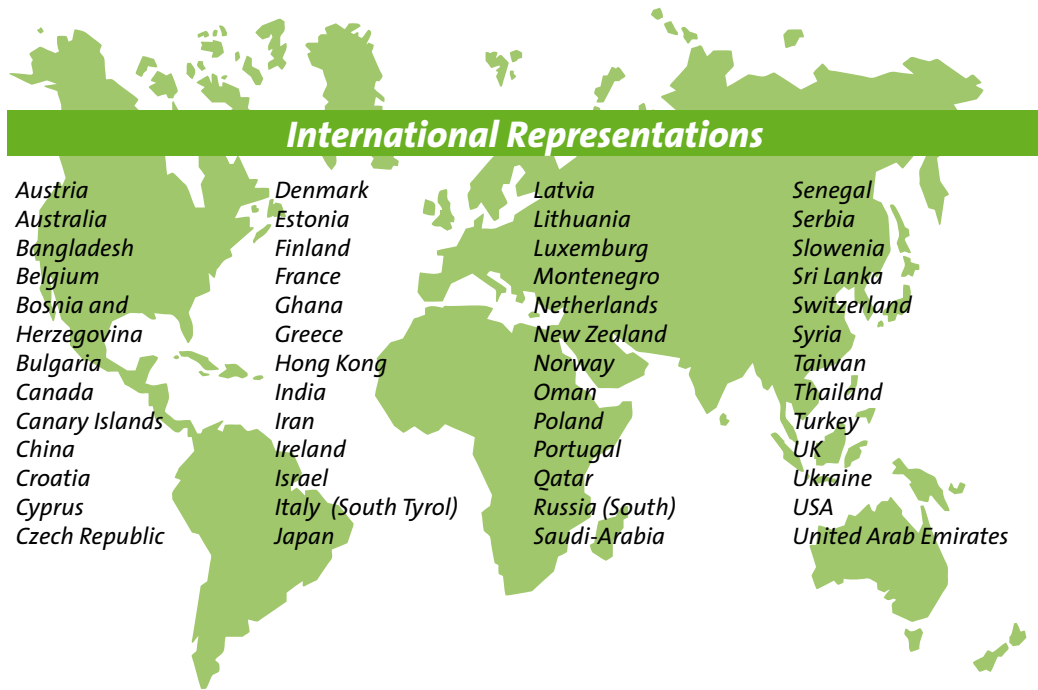 International Representations
Austria
Australia
Bangladesh
Belgium
Bosnia and
Herzegovina
Bulgaria
Canada
Canary Islands
China
Croatia
Cyprus
Czech Republic
Denmark
Estonia
Finland
France
Ghana
Greece
Hong Kong
India
Iran
Ireland
Israel
Italy (South Tyrol)
Japan
Latvia
Lithuania
Luxemburg
Montenegro
Netherlands
New Zealand
Norway
Oman
Poland
Portugal
Qatar
Russia (South)
Saudi-Arabia
Senegal
Serbia
Slowenia
Sri Lanka
Switzerland
Syria
Taiwan
Thailand
Turkey
UK
Ukraine
USA
United Arab Emirates